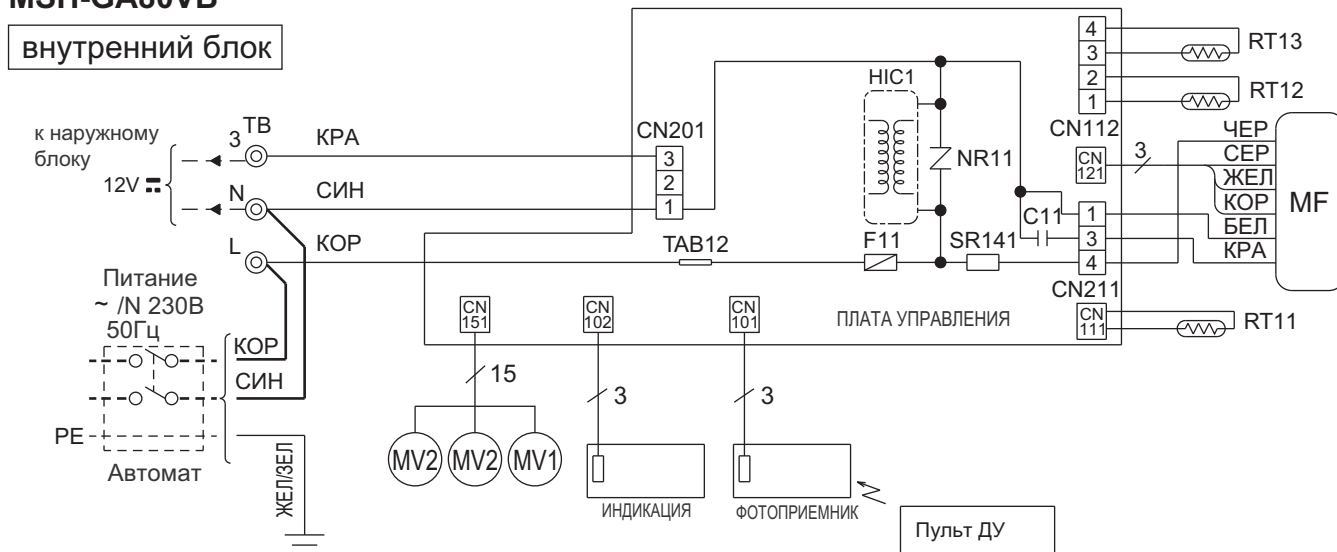 внутренний блок
к наружному
блоку
12V
3
TB
КРА
N
СИН
L
КОР
CN201
3
2
1
TAB12
HIC1
NR11
F11
SR141
C11
4
3
2
1
CN112
RT13
RT12
CN
121
3
1
3
4
CN211
CN
111
RT11
ЧЕР
СЕР
ЖЕЛ
КОР
БЕЛ
КРА
MF
ПЛАТА УПРАВЛЕНИЯ
Питание
~ /N 230В
50Гц
КОР
СИН
PE
Автомат
ЖЕЛ/ЗЕЛ
CN
151
15
MV2
MV2
MV1
CN
102
3
ИНДИКАЦИЯ
CN
101
3
ФОТОПРИЕМНИК
Пульт ДУ